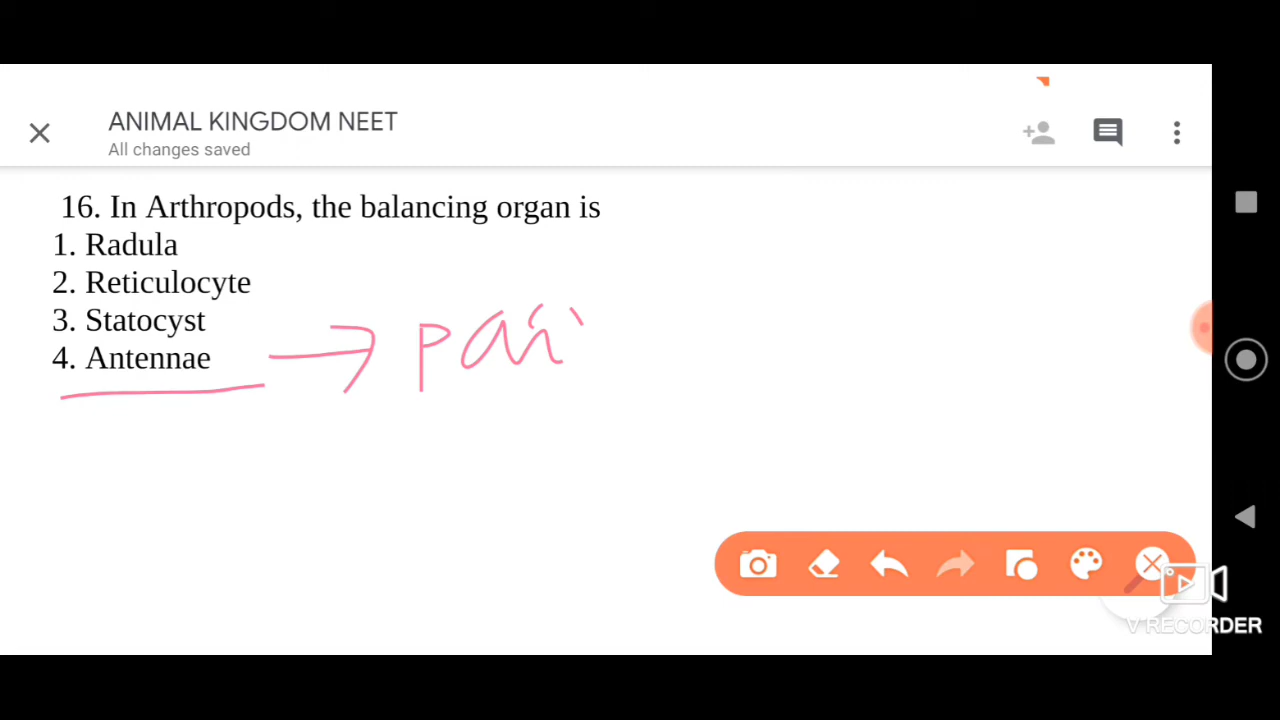 ANIMAL KINGDOM NEET
All changes saved
16. In Arthropods, the balancing organ is
1. Radula
2. Reticulocyte
3. Statocyst
4. Antennae
V RECORDER